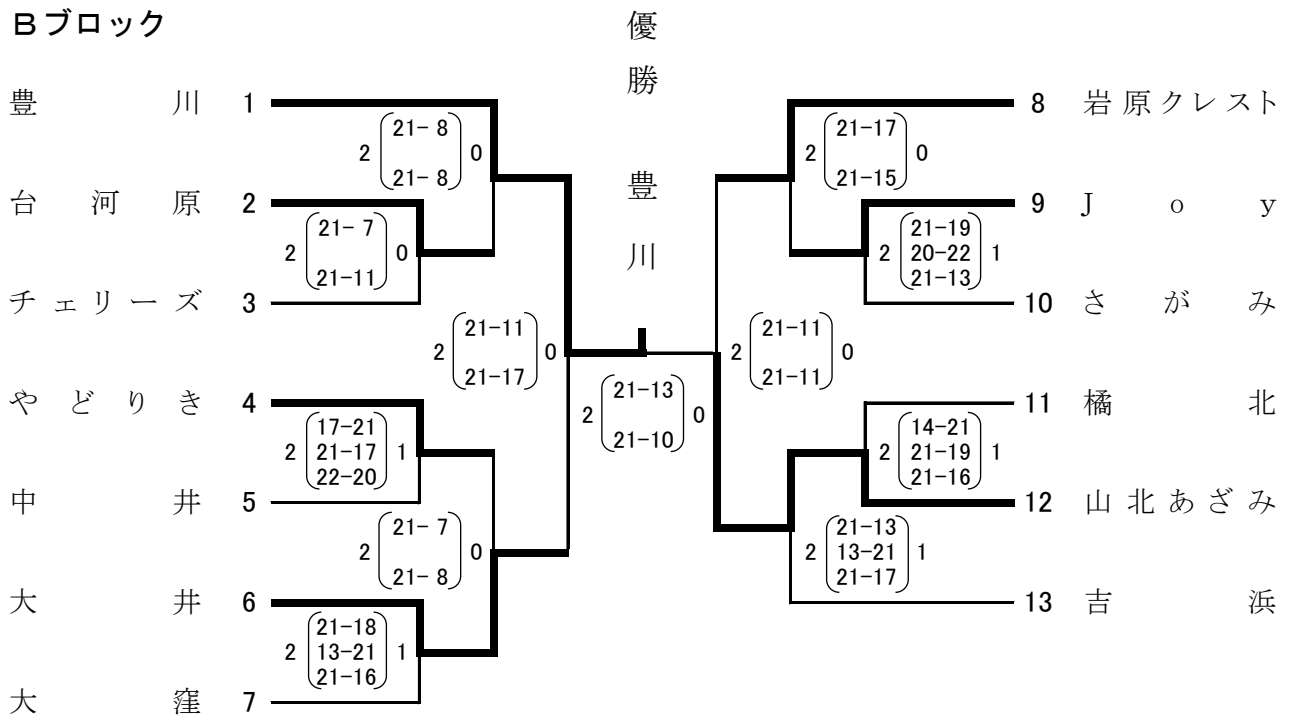 Bブロック
優勝 豊川
豊川 1
2 21-8 21-8 0
台河原 2
2 21-7 21-11 0
チェリーズ 3
2 21-11 21-17 0
やどりき 4
2 17-21 21-17 22-20 1
中井 5
2 21-7 21-8 0
大井 6
2 21-18 13-21 21-16 1
大窪 7
2 21-13 21-10 0
8 岩原クレスト
2 21-17 21-15 0
9 Joy
2 21-19 20-22 21-13 1
10 さがみ
2 21-11 21-11 0
11 橘北
2 14-21 21-19 21-16 1
12 山北あざみ
2 21-13 13-21 21-17 1
13 吉浜